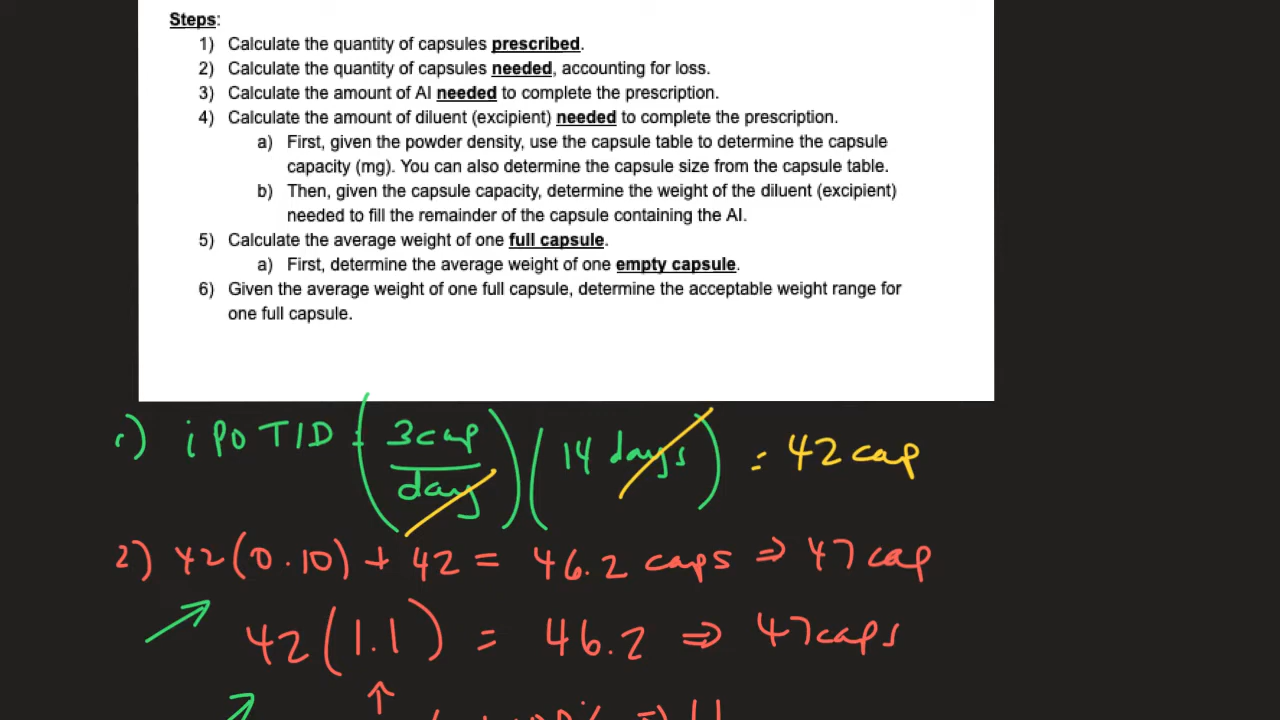 Steps:
1) Calculate the quantity of capsules prescribed.
2) Calculate the quantity of capsules needed, accounting for loss.
3) Calculate the amount of AI needed to complete the prescription.
4) Calculate the amount of diluent (excipient) needed to complete the prescription.
a) First, given the powder density, use the capsule table to determine the capsule
capacity (mg). You can also determine the capsule size from the capsule table.
b) Then, given the capsule capacity, determine the weight of the diluent (excipient)
needed to fill the remainder of the capsule containing the AI.
5) Calculate the average weight of one full capsule.
a) First, determine the average weight of one empty capsule.
6) Given the average weight of one full capsule, determine the acceptable weight range for
one full capsule.
1) i po TID = (3cap/day) (14 days) = 42 cap
2) 42(0.10) + 42 = 46.2 caps ⇒ 47 cap
42(1.1) = 46.2 ⇒ 47 caps